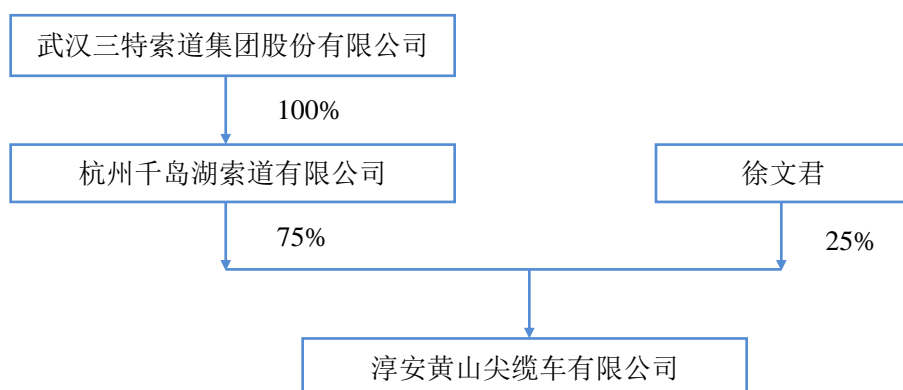 武汉三特索道集团股份有限公司
100%
杭州千岛湖索道有限公司
徐文君
75%
25%
淳安黄山尖缆车有限公司